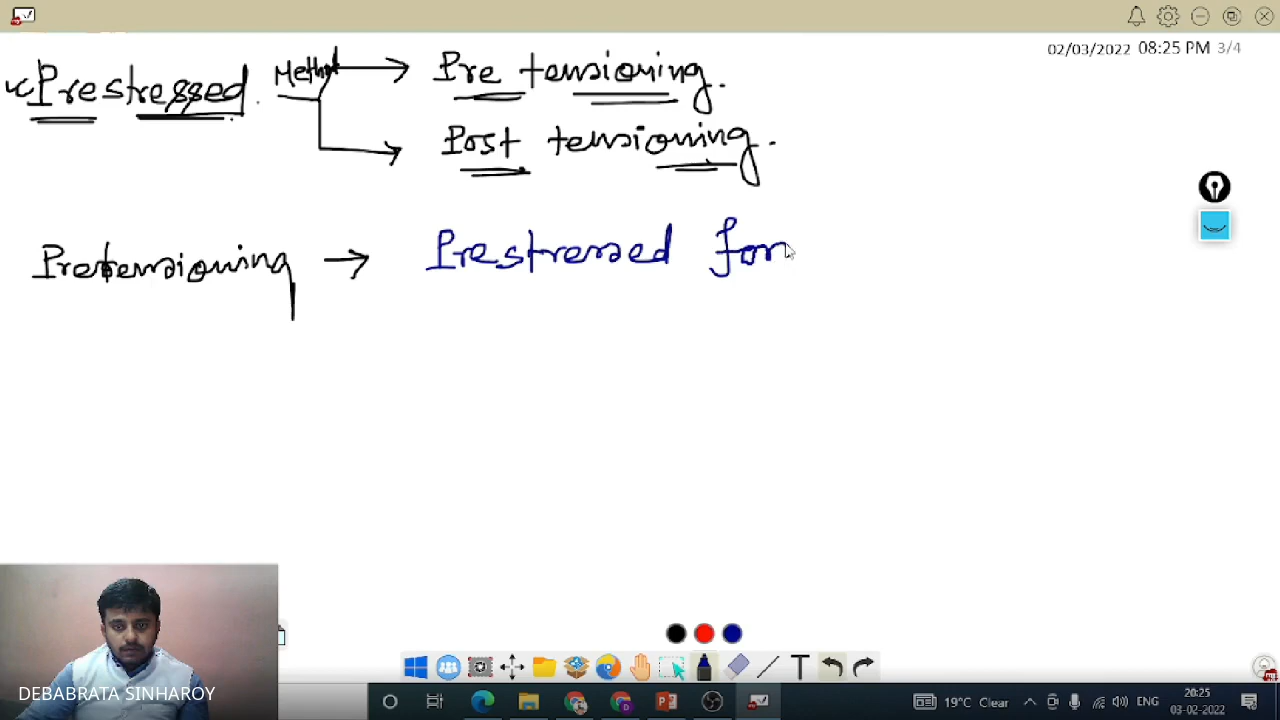 02/03/2022 08:25 PM 3/4
Prestressed. Method → Pre tensioning.
→ Post tensioning.
Pretensioning → Prestressed for
DEBABRATA SINHAROY
T
19°C Clear
ENG
20:25
03-02-2022